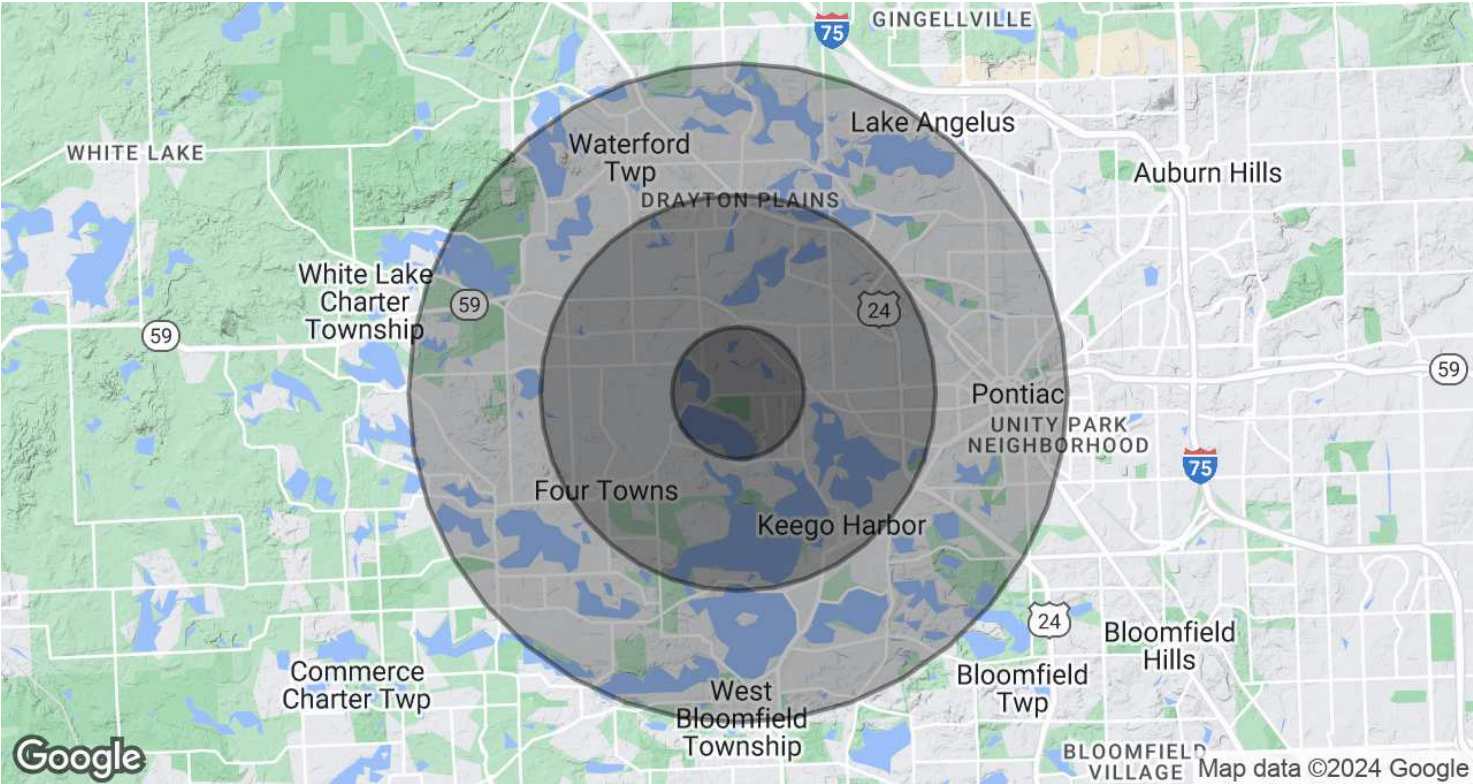 GINGELLVILLE
75
Lake Angelus
Waterford
Twp
WHITE LAKE
Auburn Hills
DRAYTON PLAINS
White Lake
Charter
Township
59
24
59
59
Pontiac
UNITY PARK
NEIGHBORHOOD
75
Four Towns
Keego Harbor
24
Bloomfield
Hills
Commerce
Charter Twp
Bloomfield
Twp
West
Bloomfield
Township
BLOOMFIELD
VILLAGE
Google
Map data ©2024 Google